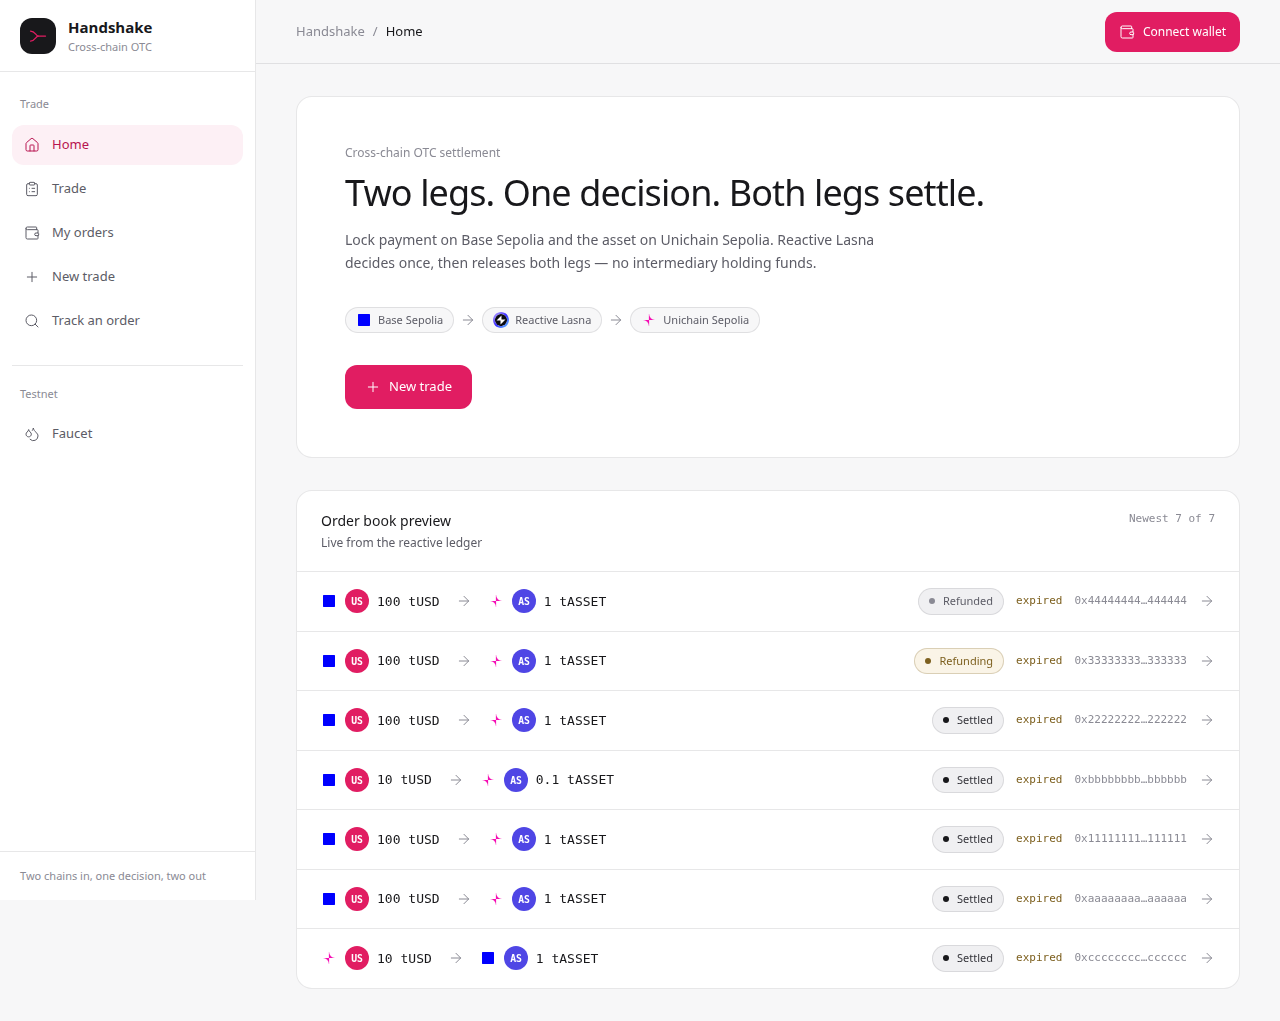 Handshake
Cross-chain OTC
Trade
Home
Trade
My orders
New trade
Track an order
Testnet
Faucet
Two chains in, one decision, two out
Handshake / Home
Connect wallet
Cross-chain OTC settlement
Two legs. One decision. Both legs settle.
Lock payment on Base Sepolia and the asset on Unichain Sepolia. Reactive Lasna
decides once, then releases both legs — no intermediary holding funds.
Base Sepolia → Reactive Lasna → Unichain Sepolia
New trade
Order book preview
Newest 7 of 7
Live from the reactive ledger
US 100 tUSD → AS 1 tASSET Refunded expired 0x44444444…444444 →
US 100 tUSD → AS 1 tASSET Refunding expired 0x33333333…333333 →
US 100 tUSD → AS 1 tASSET Settled expired 0x22222222…222222 →
US 10 tUSD → AS 0.1 tASSET Settled expired 0xbbbbbbbb…bbbbbb →
US 100 tUSD → AS 1 tASSET Settled expired 0x11111111…111111 →
US 100 tUSD → AS 1 tASSET Settled expired 0xaaaaaaaa…aaaaaa →
US 10 tUSD → AS 1 tASSET Settled expired 0xcccccccc…cccccc →